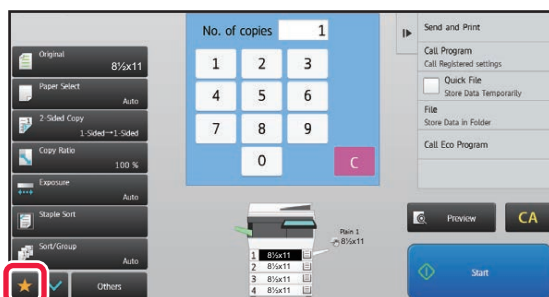 No. of copies 1
Original
8½x11
Paper Select
Auto
2-Sided Copy
1-Sided→1-Sided
Copy Ratio
100 %
Exposure
Auto
Staple Sort
Sort/Group
Auto
Others
1 2 3
4 5 6
7 8 9
0 C
Plain 1
8½x11
1 8½x11
2 8½x11
3 8½x11
4 8½x11
Send and Print
Call Program
Call Registered settings
Quick File
Store Data Temporarily
File
Store Data in Folder
Call Eco Program
Preview
CA
Start